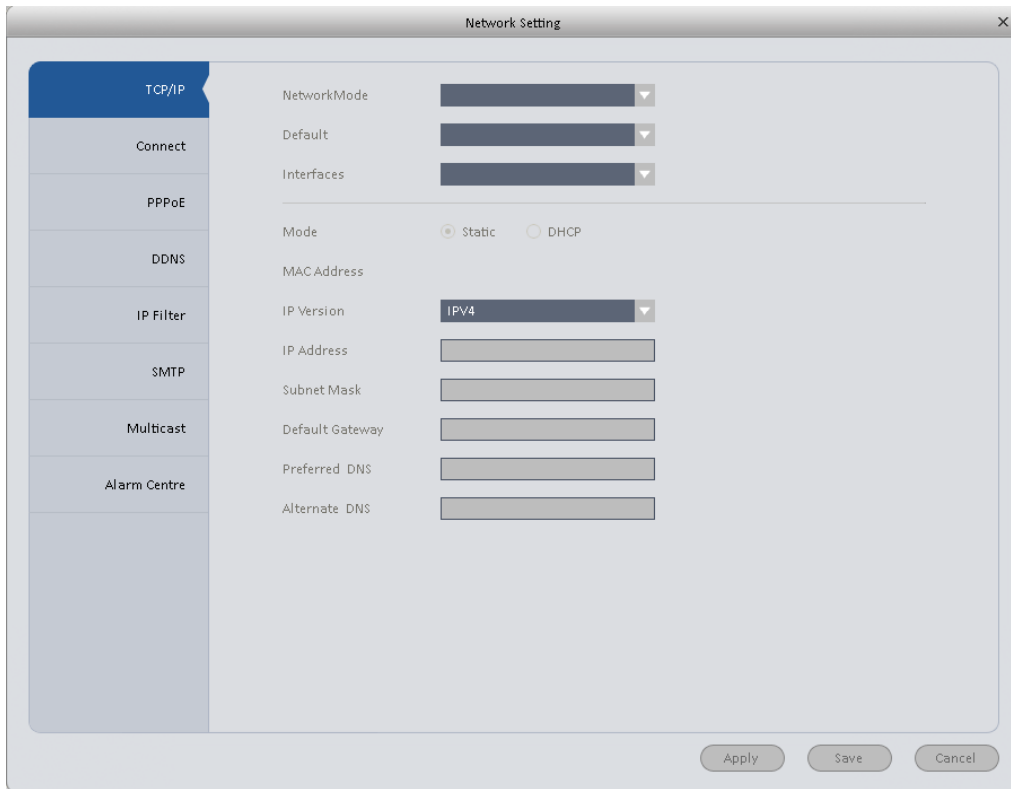 Network Setting
TCP/IP
Connect
PPPoE
DDNS
IP Filter
SMTP
Multicast
Alarm Centre
NetworkMode
Default
Interfaces
Mode Static DHCP
MAC Address
IP Version IPV4
IP Address
Subnet Mask
Default Gateway
Preferred DNS
Alternate DNS
Apply Save Cancel